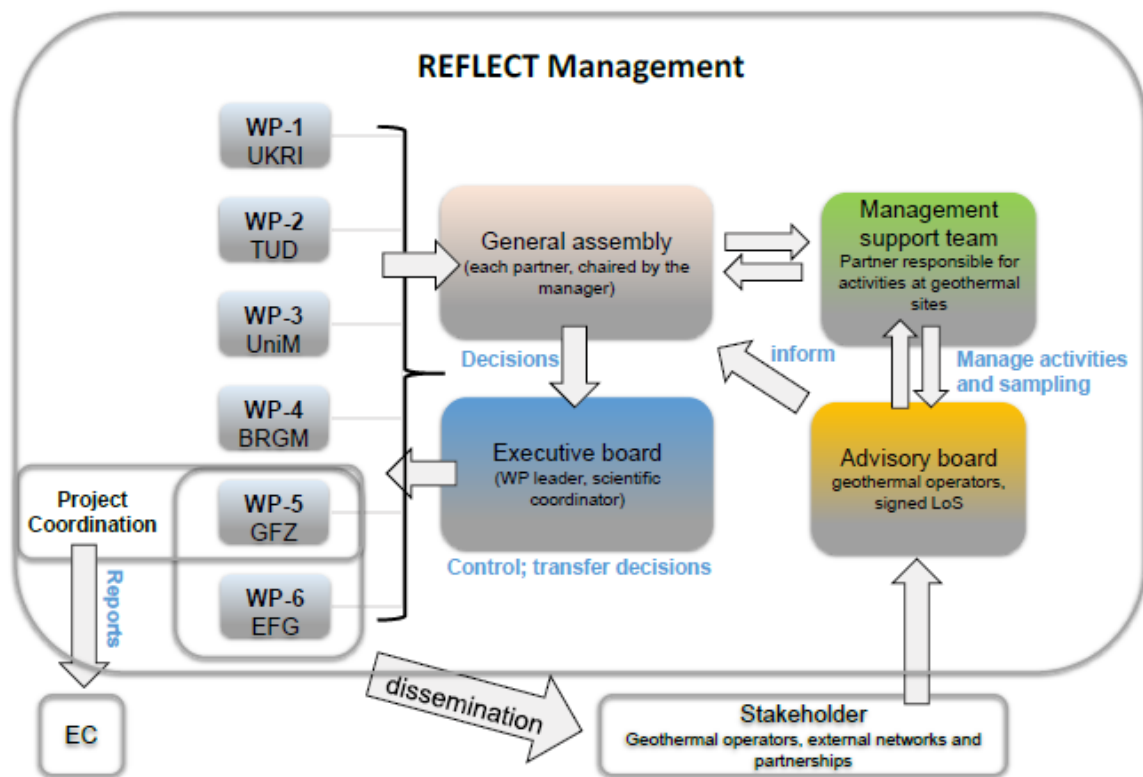 REFLECT Management
WP-1
UKRI
WP-2
TUD
WP-3
UniM
WP-4
BRGM
WP-5
GFZ
WP-6
EFG
Project
Coordination
Reports
EC
General assembly
(each partner, chaired by the
manager)
Decisions
Executive board
(WP leader, scientific
coordinator)
Control; transfer decisions
Management
support team
Partner responsible for
activities at geothermal
sites
inform
Manage activities
and sampling
Advisory board
geothermal operators,
signed LoS
dissemination
Stakeholder
Geothermal operators, external networks and
partnerships